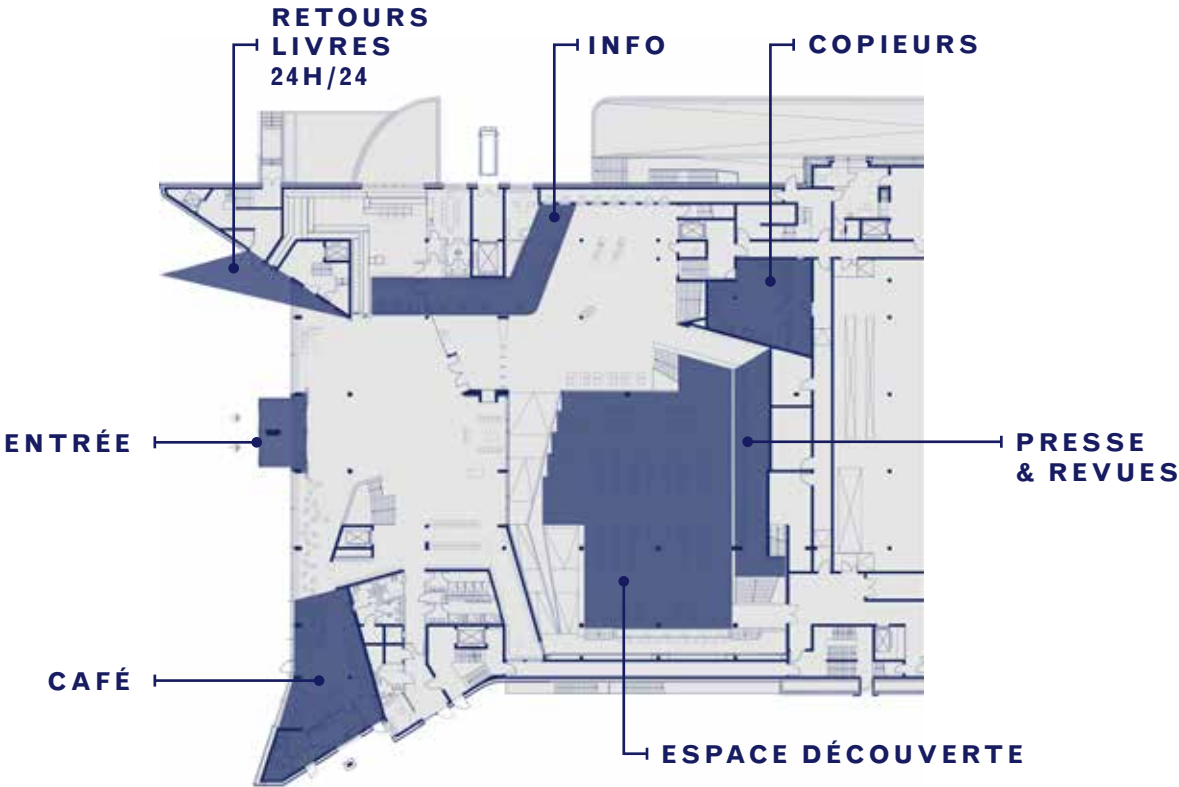 RETOURS
LIVRES
24H/24
INFO
COPIEURS
ENTRÉE
PRESSE
& REVUES
CAFÉ
ESPACE DÉCOUVERTE